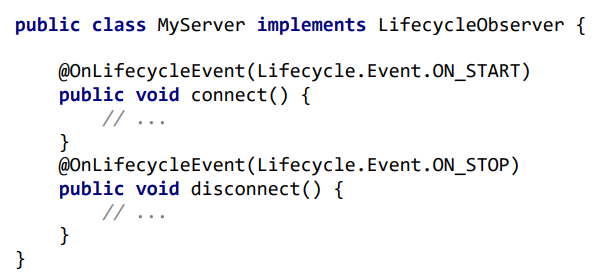 public class MyServer implements LifecycleObserver {
@OnLifecycleEvent(Lifecycle.Event.ON_START)
public void connect() {
// ...
}
@OnLifecycleEvent(Lifecycle.Event.ON_STOP)
public void disconnect() {
// ...
}
}